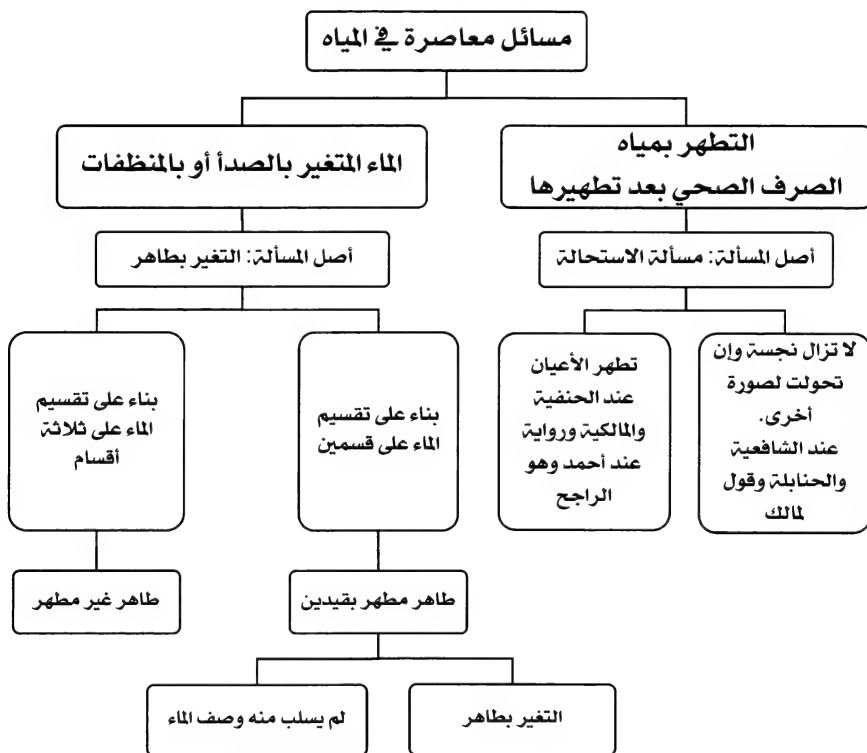 مسائل معاصرة في المياه
التطهر بمياه
الصرف الصحي بعد تطهيرها
الماء المتغير بالصدأ أو بالمنظفات
أصل المسألة: مسألة الاستحالة
أصل المسألة: التغير بطاهر
لا تزال نجسة وإن
تحولت لصورة
أخرى.
عند الشافعية
والحنابلة وقول
لمالك
تطهر الأعيان
عند الحنفية
والمالكية ورواية
عند أحمد وهو
الراجح
بناء على تقسيم
الماء على قسمين
بناء على تقسيم
الماء على ثلاثة
أقسام
طاهر مطهر بقيدين
طاهر غير مطهر
التغير بطاهر
لم يسلب منه وصف الماء